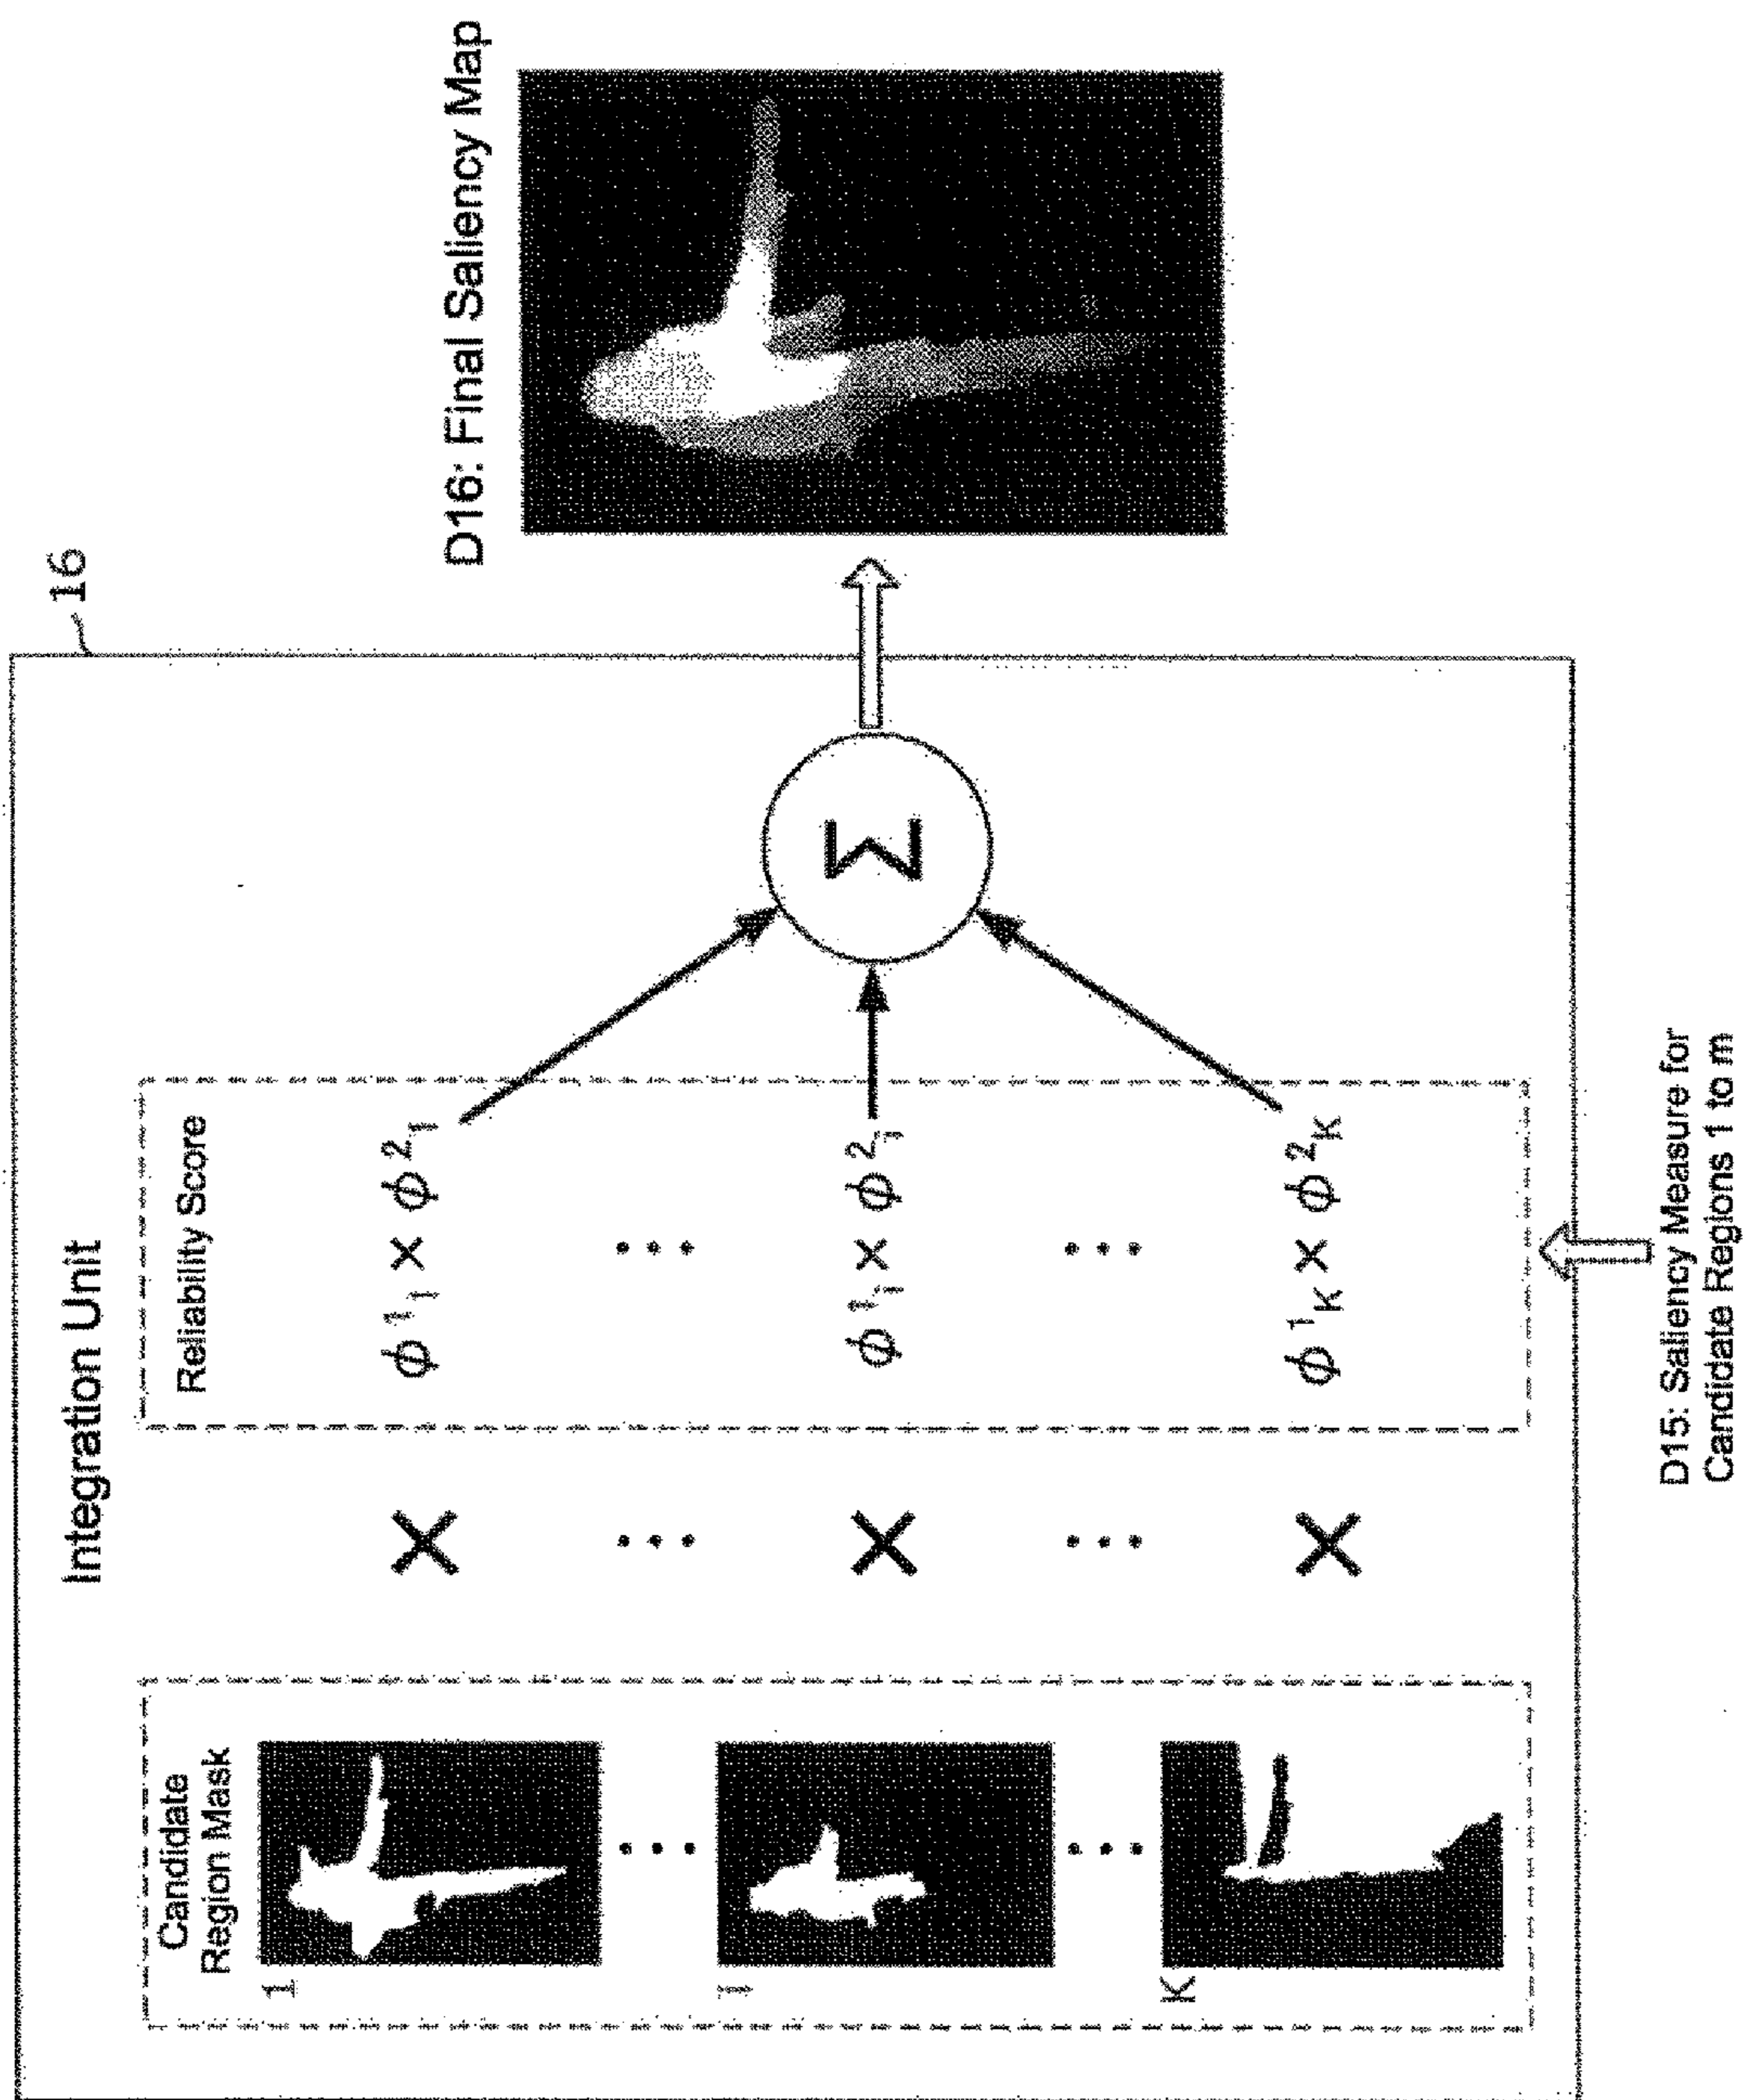 16
Integration Unit
Candidate
Region Mask
1
i
K
× ··· × ··· ×
Reliability Score
ϕ¹₁ × ϕ²₁
···
ϕ¹ᵢ × ϕ²ᵢ
···
ϕ¹K × ϕ²K
Σ
D15: Saliency Measure for
Candidate Regions 1 to m
D16: Final Saliency Map